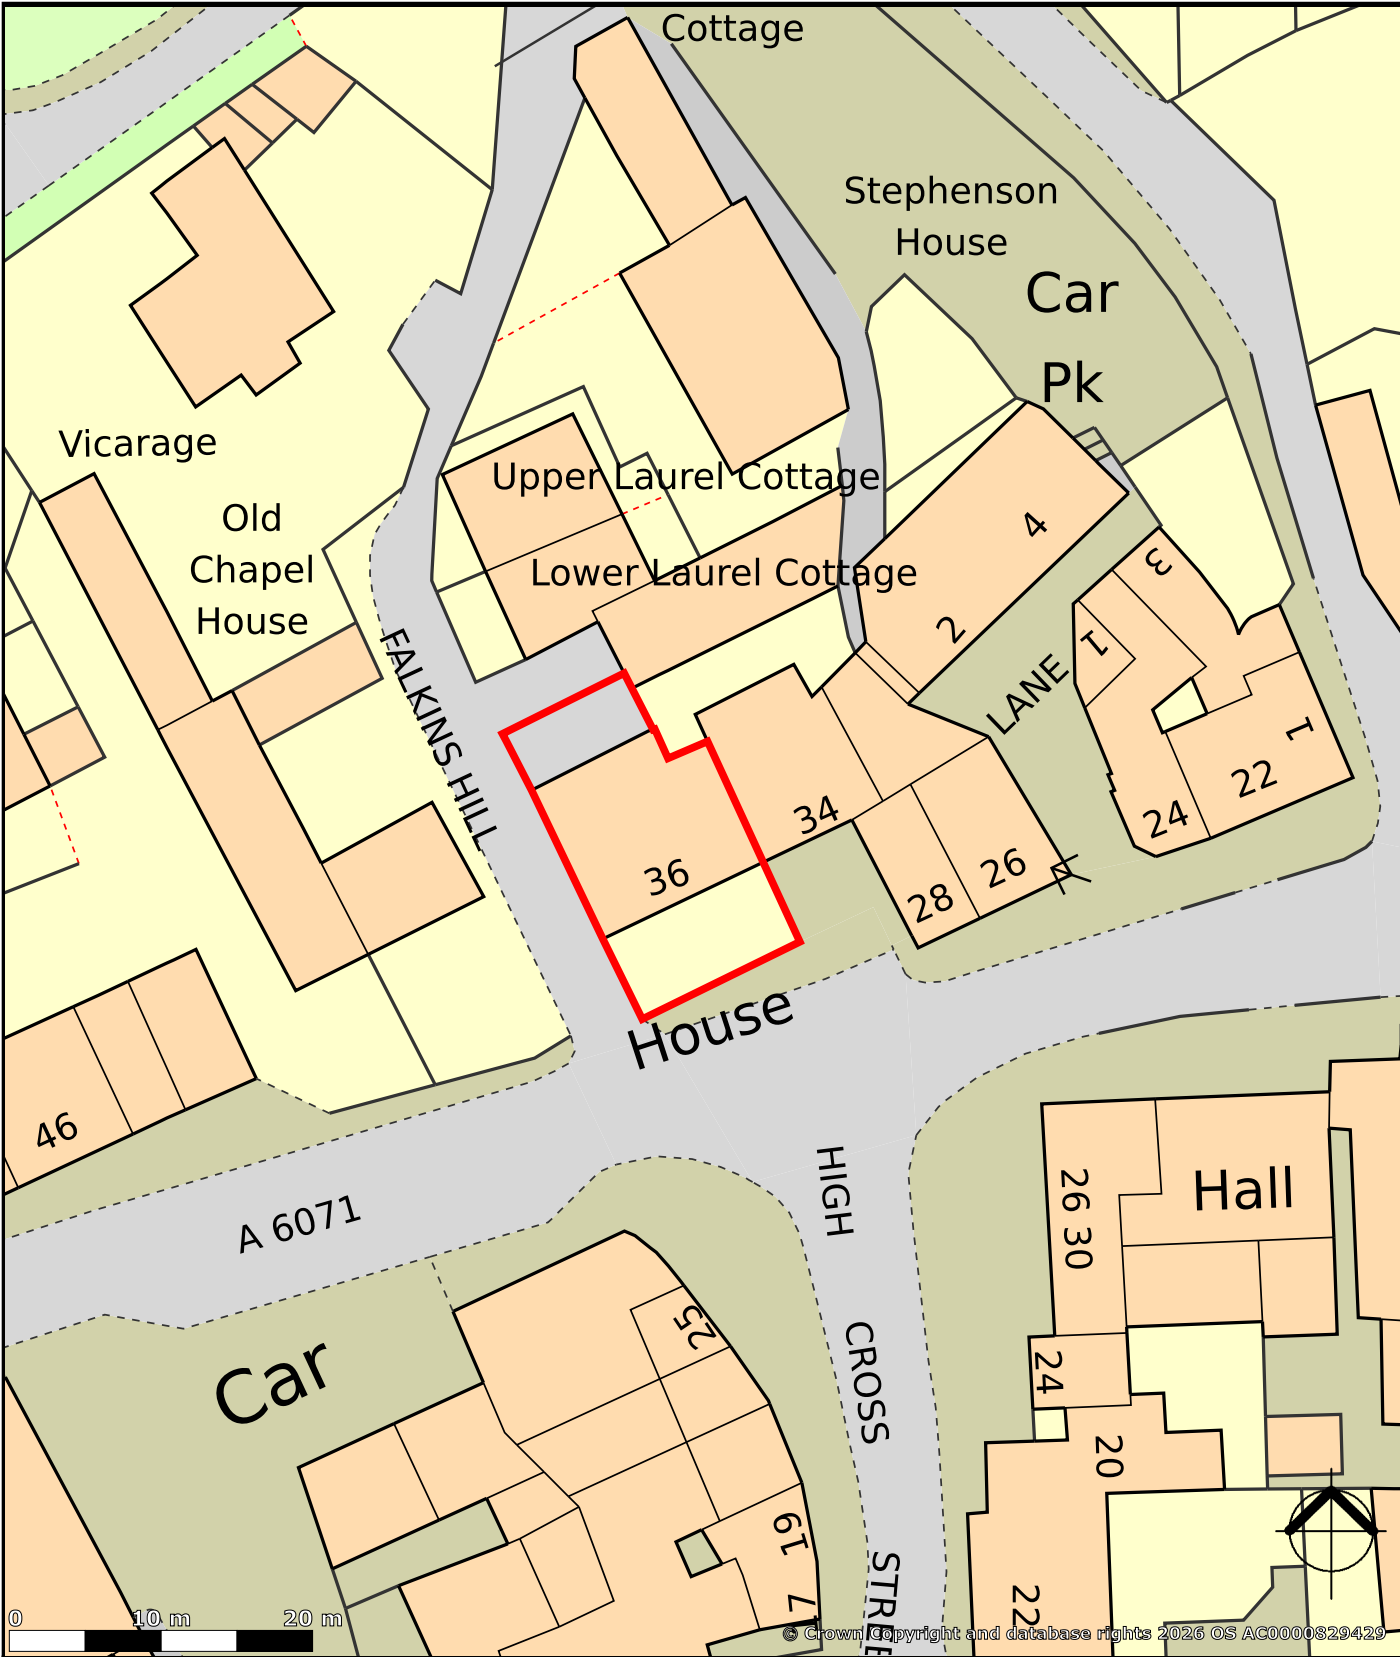 Cottage
Stephenson
House
Car
Pk
Vicarage
Old
Chapel
House
Upper Laurel Cottage
Lower Laurel Cottage
4
2
3
1
LANE
1
22
24
FALKINS HILL
34
36
26
28
House
46
A 6071
HIGH
CROSS
STREE
26 30
Hall
24
20
22
Car
25
19
17
0 10 m 20 m
© Crown Copyright and database rights 2026 OS AC0000829429